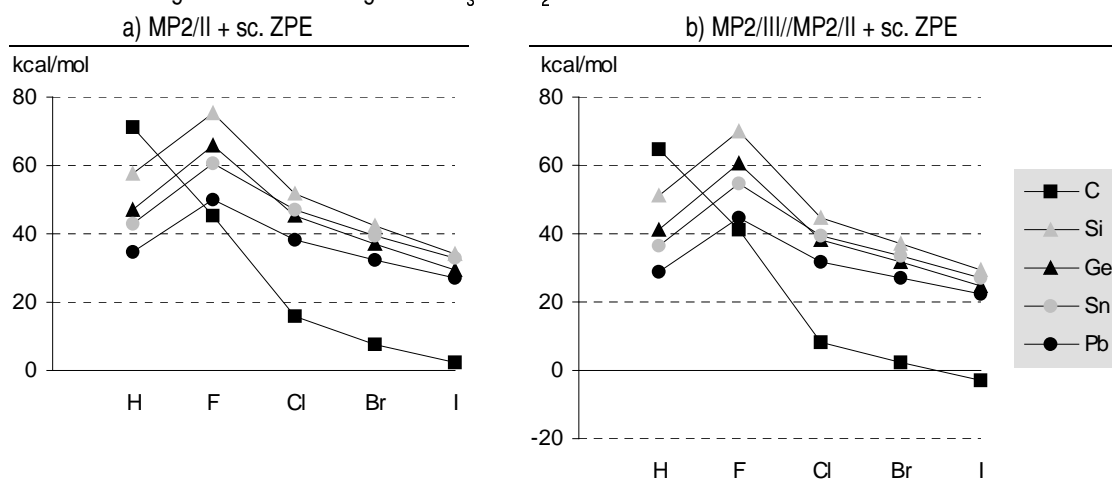 a) MP2/II + sc. ZPE
b) MP2/III//MP2/II + sc. ZPE
kcal/mol
kcal/mol
80
60
40
20
0
H F Cl Br I
80
60
40
20
0
-20
H F Cl Br I
C
Si
Ge
Sn
Pb